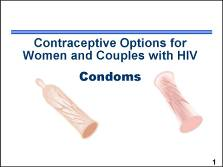 Contraceptive Options for
Women and Couples with HIV
Condoms
1